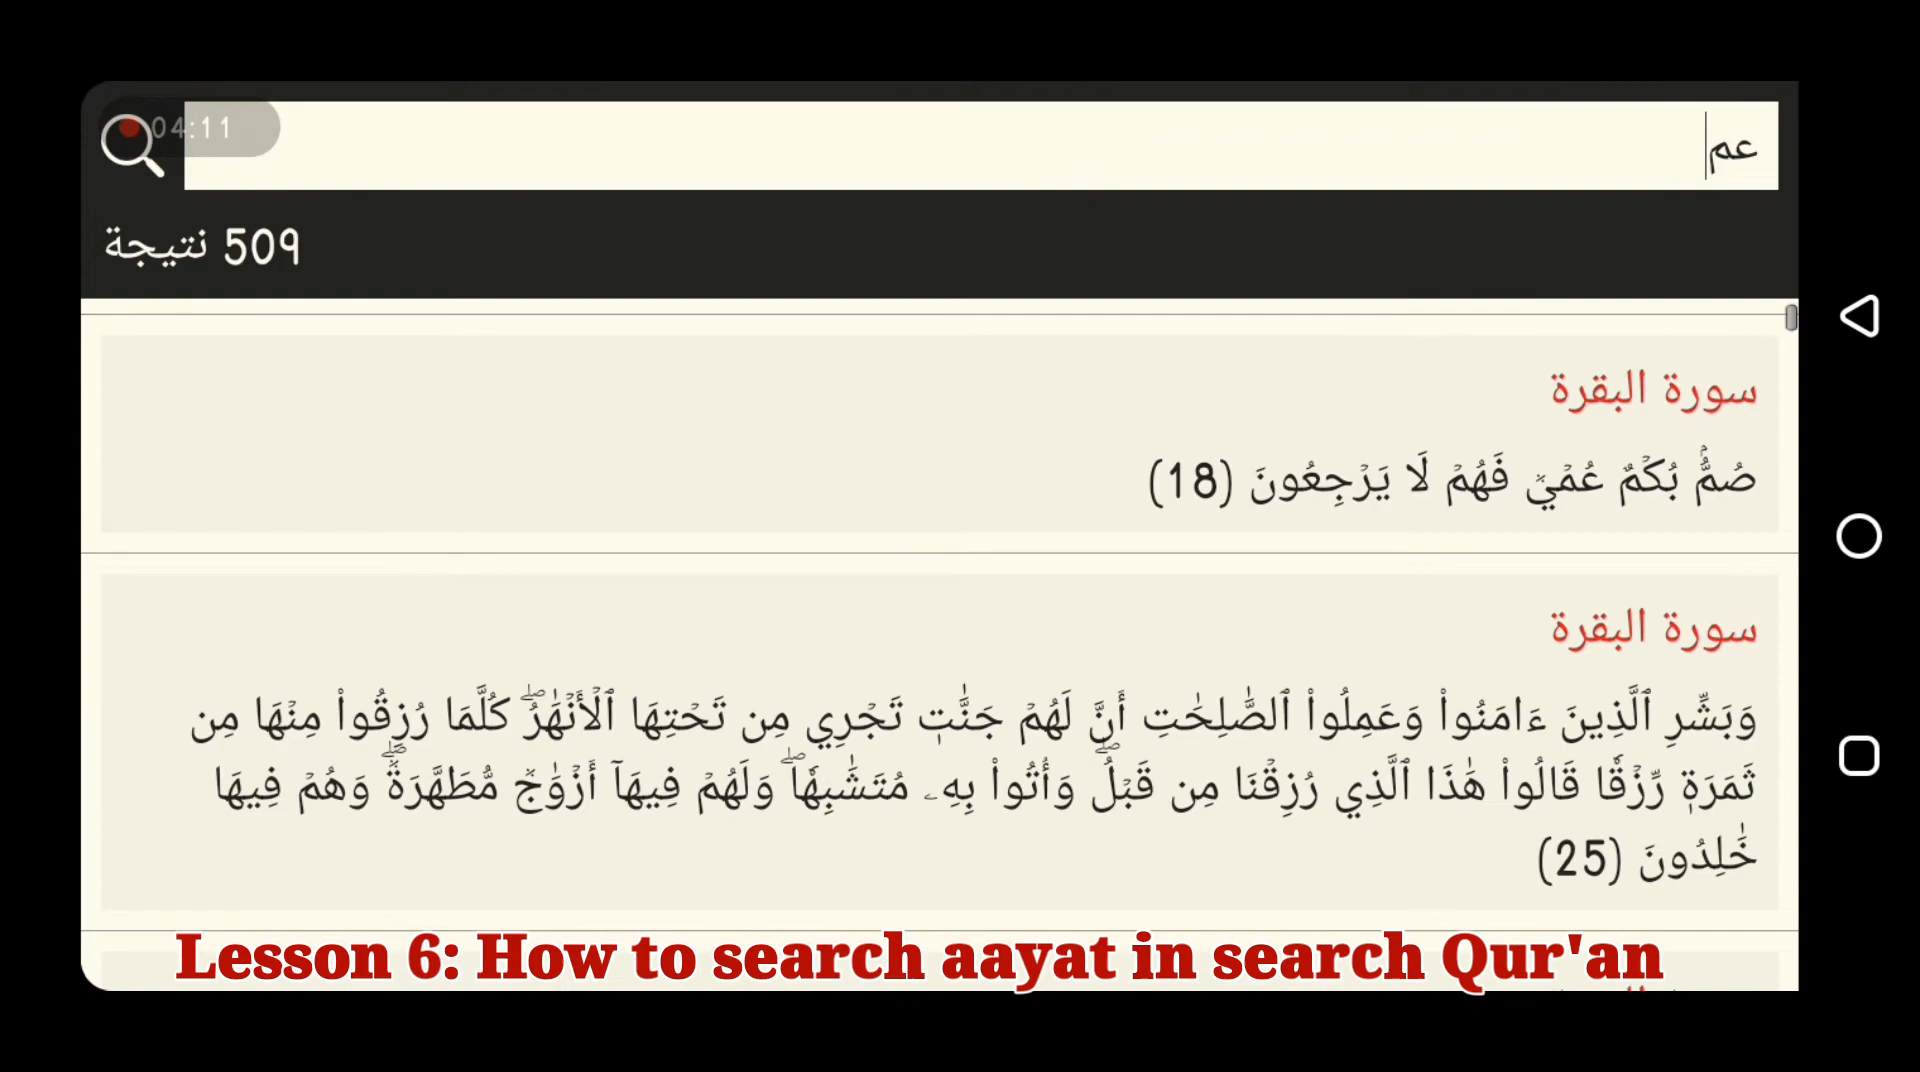 04:11
عم
509 نتيجة
سورة البقرة
صُمُّۢ بُكۡمٌ عُمۡيٞ فَهُمۡ لَا يَرۡجِعُونَ (18)
سورة البقرة
وَبَشِّرِ ٱلَّذِينَ ءَامَنُواْ وَعَمِلُواْ ٱلصَّٰلِحَٰتِ أَنَّ لَهُمۡ جَنَّٰتٖ تَجۡرِي مِن تَحۡتِهَا ٱلۡأَنۡهَٰرُۖ كُلَّمَا رُزِقُواْ مِنۡهَا مِن
ثَمَرَةٖ رِّزۡقٗا قَالُواْ هَٰذَا ٱلَّذِي رُزِقۡنَا مِن قَبۡلُۖ وَأُتُواْ بِهِۦ مُتَشَٰبِهٗاۖ وَلَهُمۡ فِيهَآ أَزۡوَٰجٞ مُّطَهَّرَةٞۖ وَهُمۡ فِيهَا
خَٰلِدُونَ (25)
Lesson 6: How to search aayat in search Qur'an